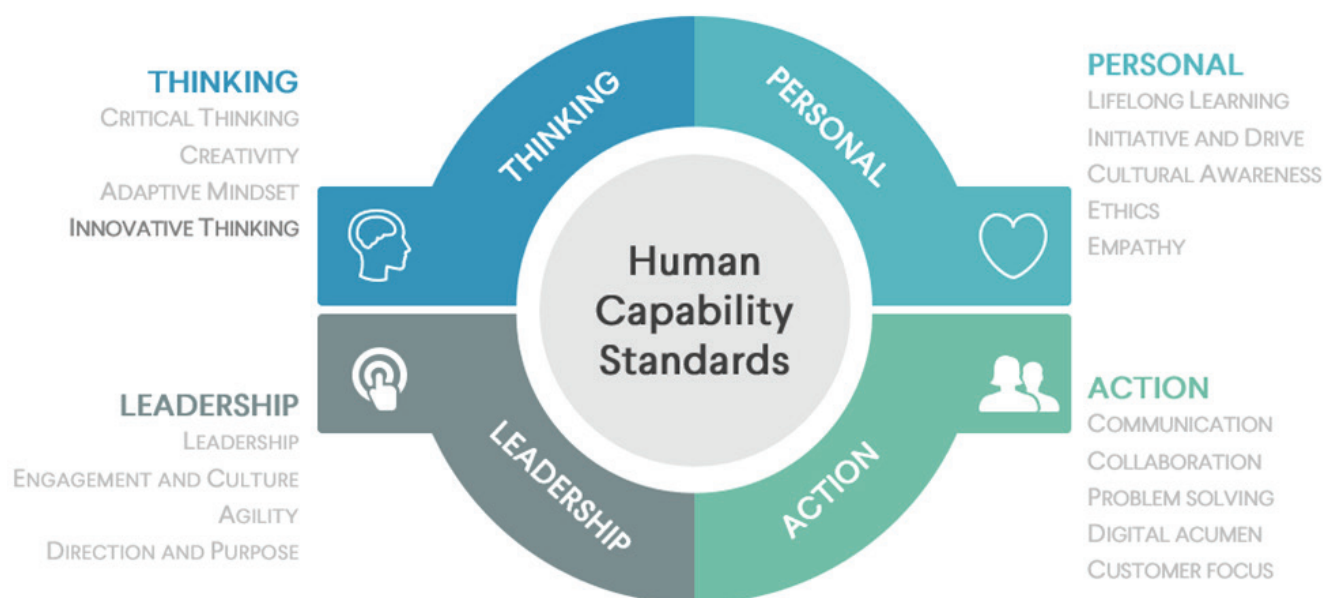 THINKING
CRITICAL THINKING
CREATIVITY
ADAPTIVE MINDSET
INNOVATIVE THINKING
THINKING
PERSONAL
PERSONAL
LIFELONG LEARNING
INITIATIVE AND DRIVE
CULTURAL AWARENESS
ETHICS
EMPATHY
Human
Capability
Standards
LEADERSHIP
LEADERSHIP
ENGAGEMENT AND CULTURE
AGILITY
DIRECTION AND PURPOSE
LEADERSHIP
ACTION
ACTION
COMMUNICATION
COLLABORATION
PROBLEM SOLVING
DIGITAL ACUMEN
CUSTOMER FOCUS